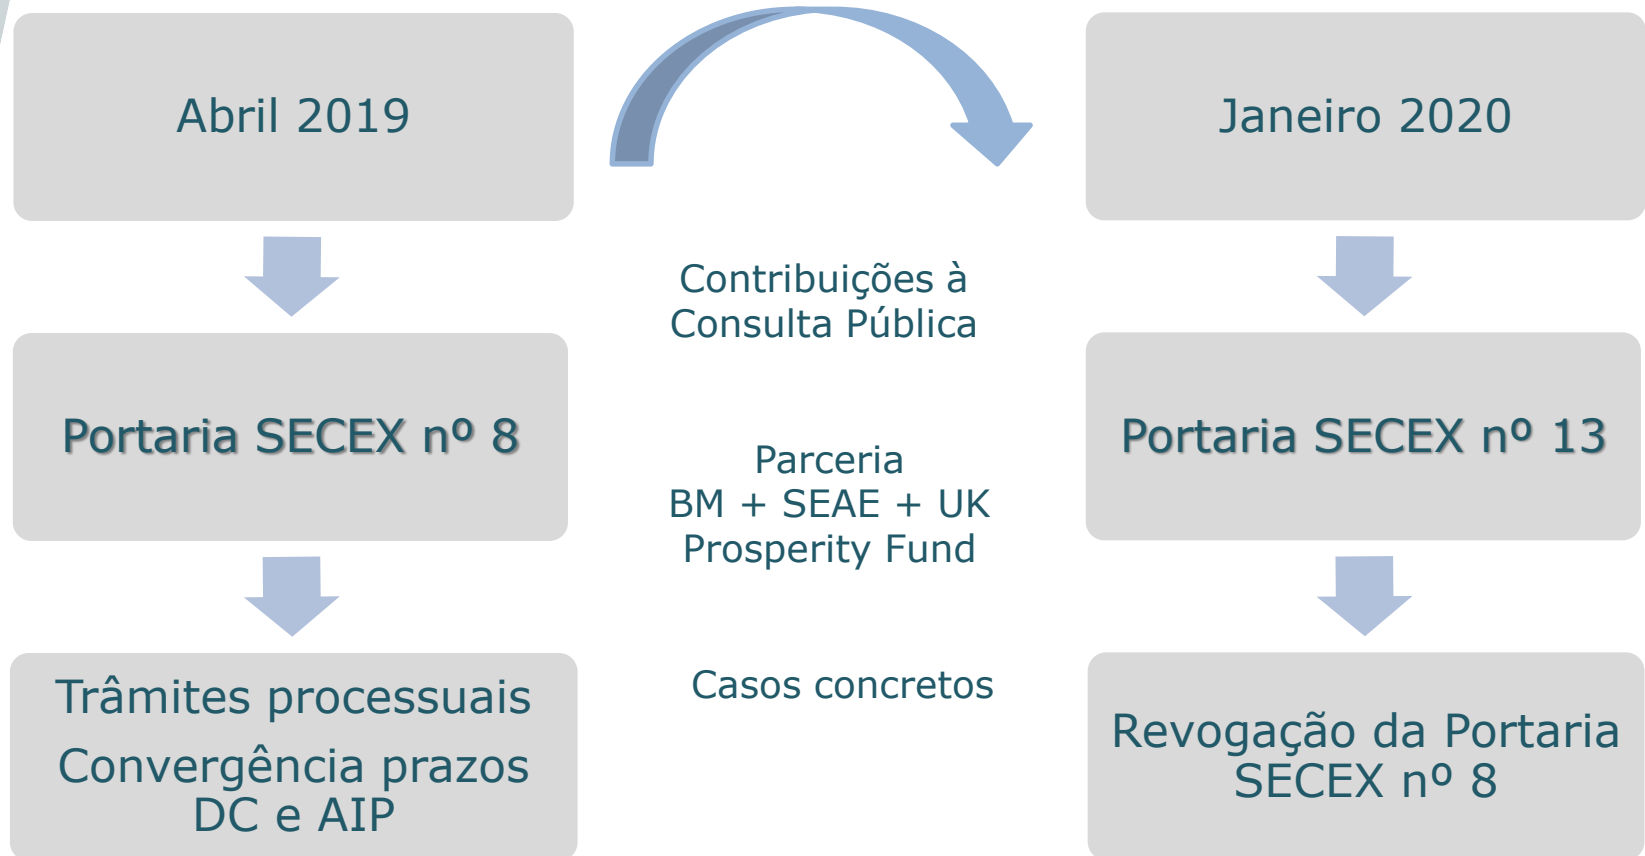 Abril 2019
Portaria SECEX nº 8
Trâmites processuais
Convergência prazos
DC e AIP
Contribuições à
Consulta Pública
Parceria
BM + SEAE + UK
Prosperity Fund
Casos concretos
Janeiro 2020
Portaria SECEX nº 13
Revogação da Portaria
SECEX nº 8